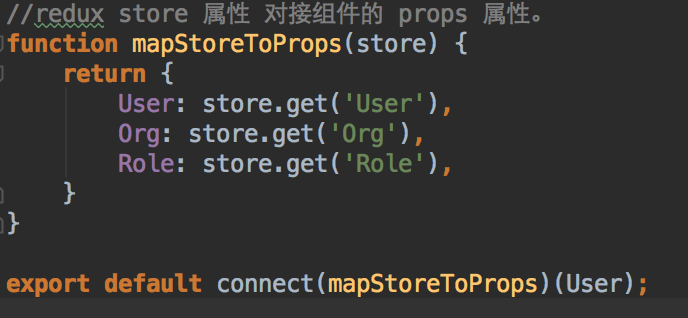 //redux store 属性 对接组件的 props 属性。
function mapStoreToProps(store) {
return {
User: store.get('User'),
Org: store.get('Org'),
Role: store.get('Role'),
}
}
export default connect(mapStoreToProps)(User);